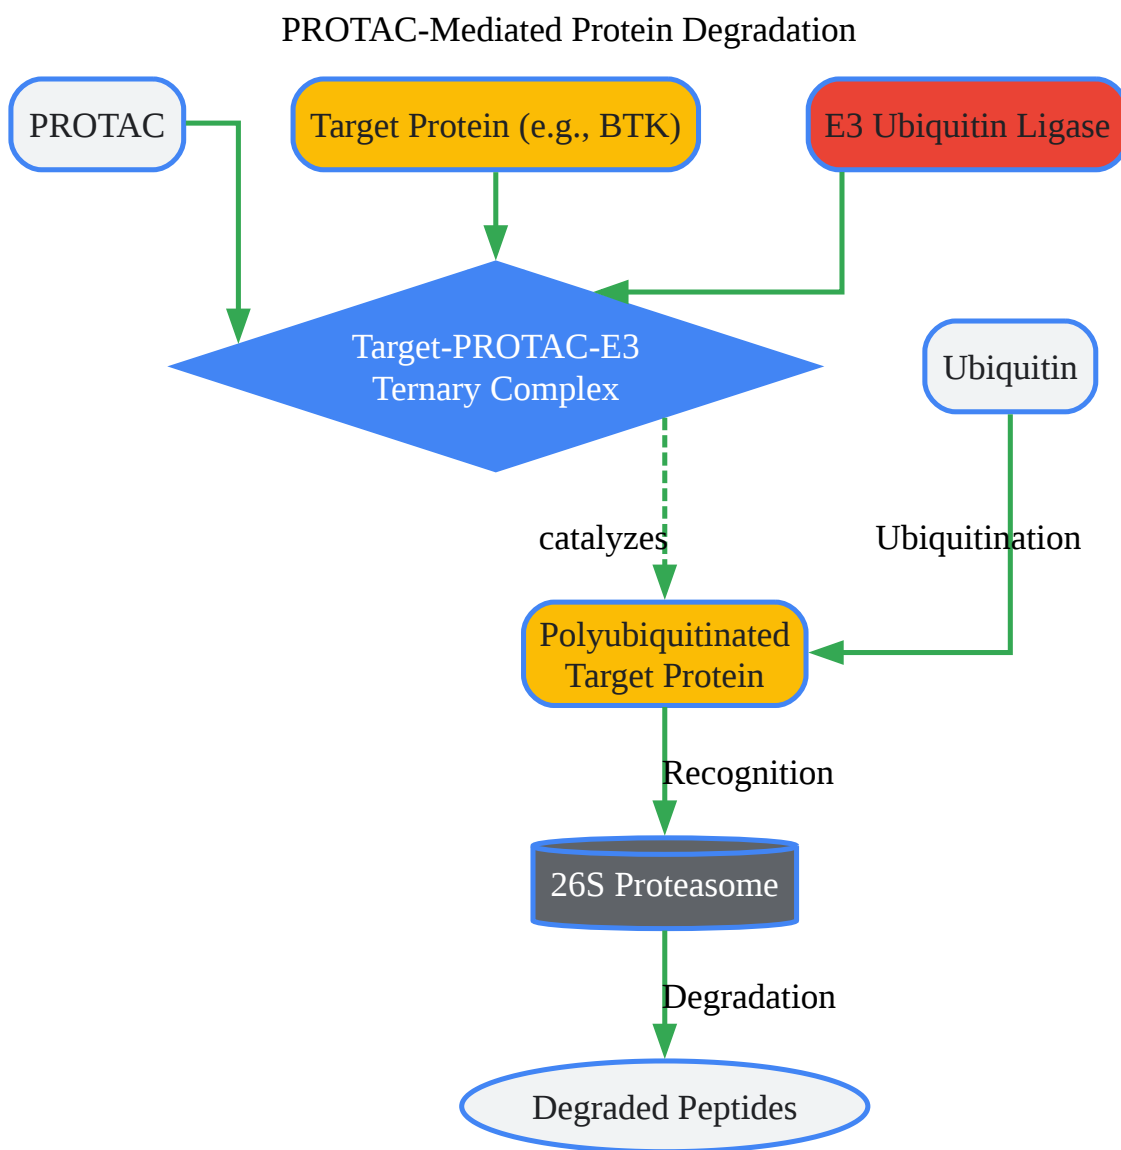 PROTAC-Mediated Protein Degradation
PROTAC
Target Protein (e.g., BTK)
E3 Ubiquitin Ligase
Target-PROTAC-E3
Ternary Complex
Ubiquitin
catalyzes
Ubiquitination
Polyubiquitinated
Target Protein
Recognition
26S Proteasome
Degradation
Degraded Peptides